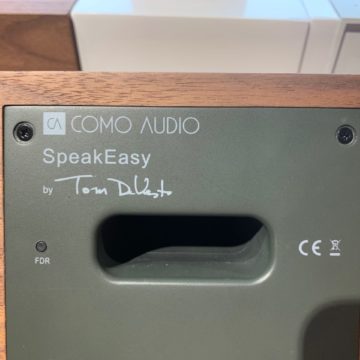 CA COMO AUDIO
SpeakEasy
by Tom DeVesto
FDR
CE